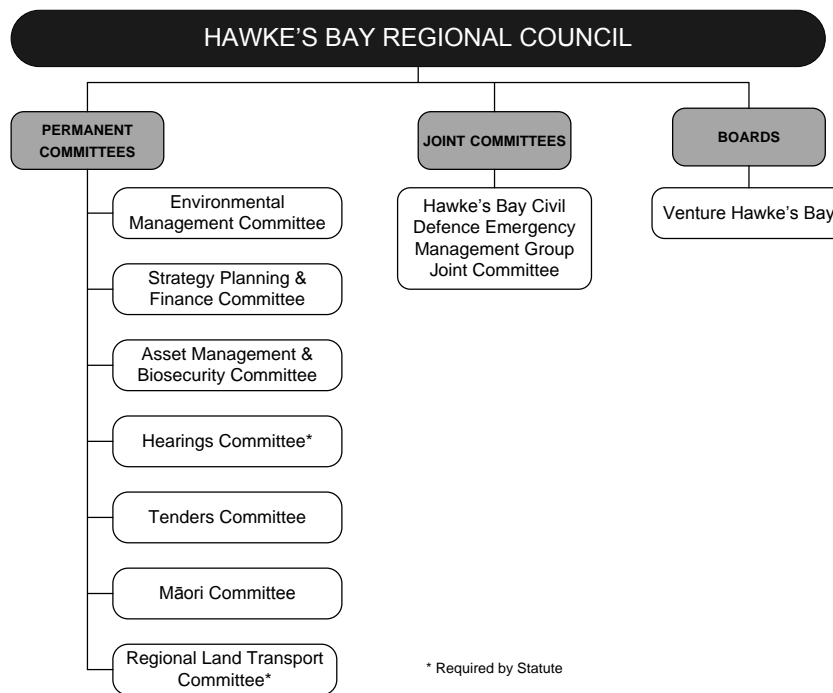 HAWKE’S BAY REGIONAL COUNCIL
PERMANENT
COMMITTEES
JOINT COMMITTEES
BOARDS
Environmental
Management Committee
Strategy Planning &
Finance Committee
Asset Management &
Biosecurity Committee
Hearings Committee*
Tenders Committee
Māori Committee
Regional Land Transport
Committee*
Hawke’s Bay Civil
Defence Emergency
Management Group
Joint Committee
Venture Hawke’s Bay
* Required by Statute